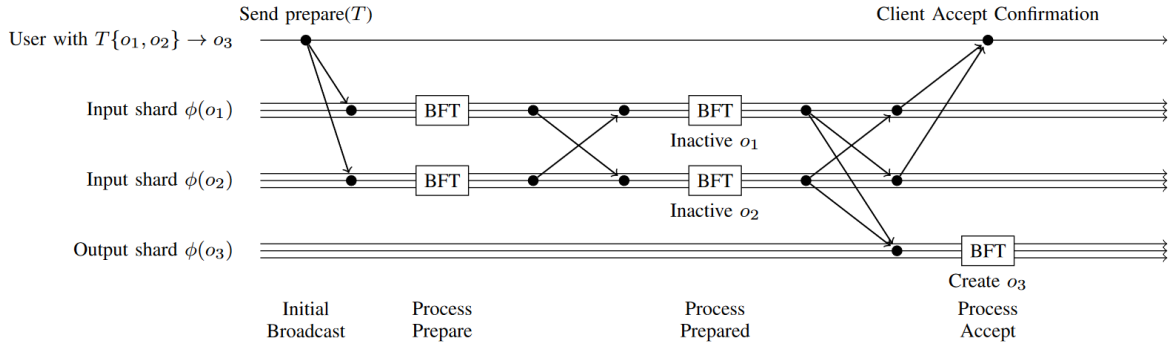 Send prepare(T)
Client Accept Confirmation
User with T{o₁, o₂} → o₃
Input shard ϕ(o₁)
BFT
BFT
Inactive o₁
Input shard ϕ(o₂)
BFT
BFT
Inactive o₂
Output shard ϕ(o₃)
BFT
Create o₃
Initial
Broadcast
Process
Prepare
Process
Prepared
Process
Accept